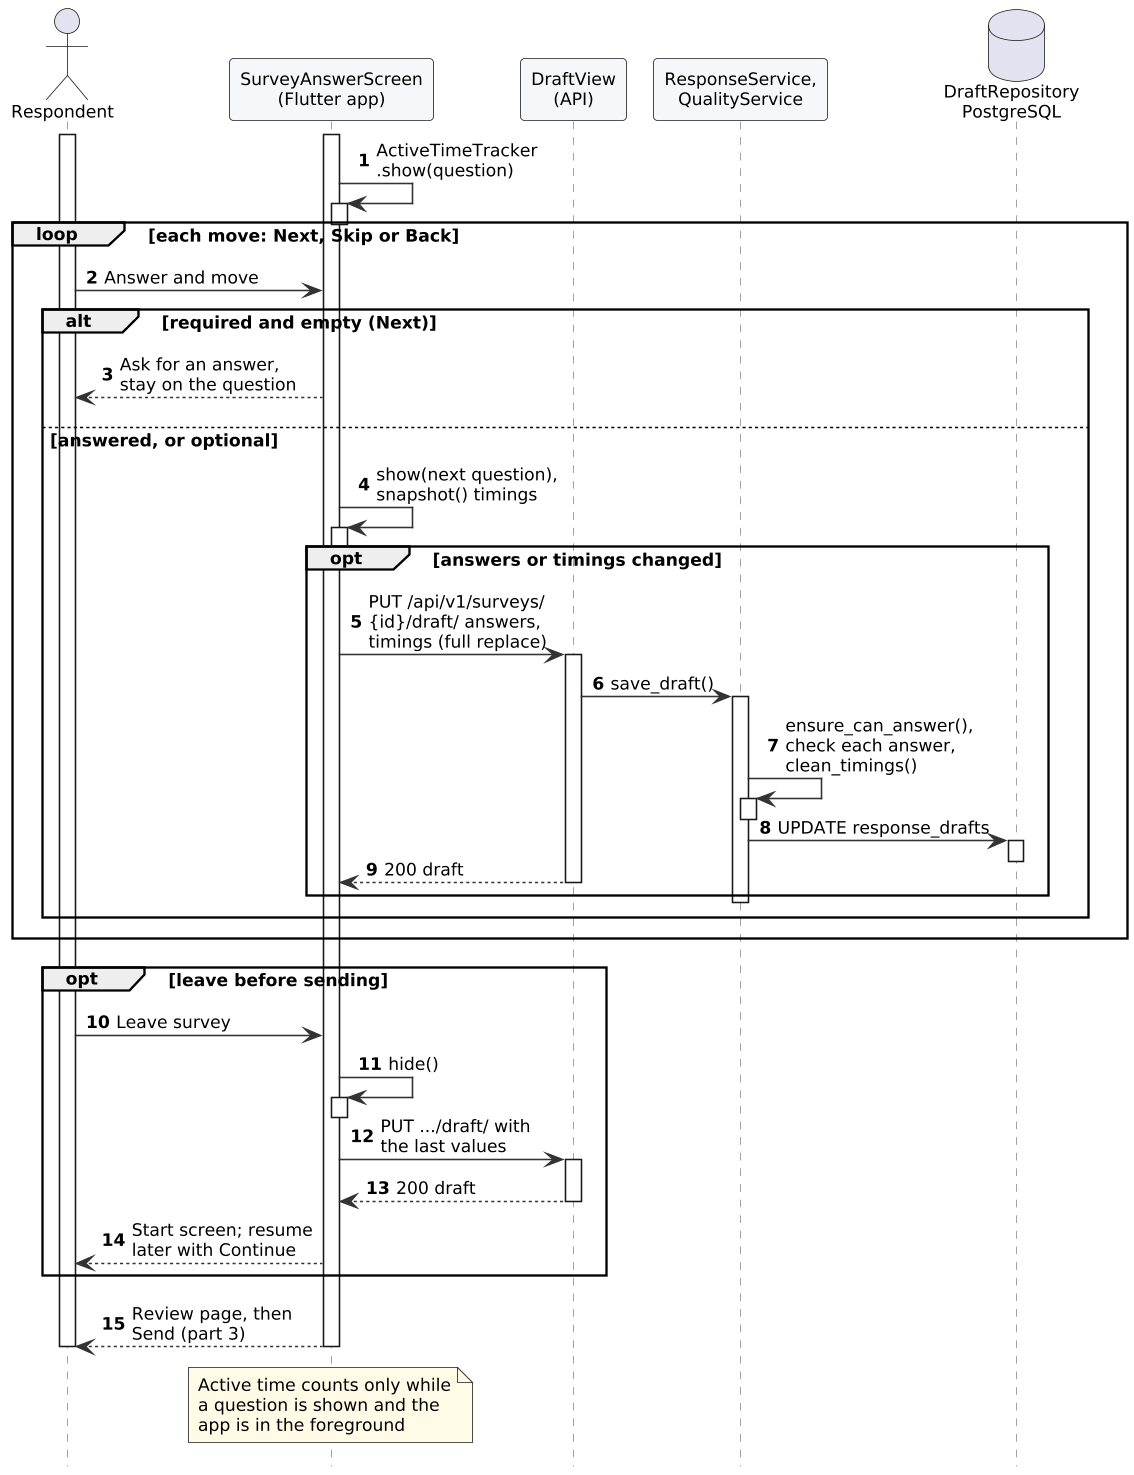 Respondent
SurveyAnswerScreen
(Flutter app)
DraftView
(API)
ResponseService,
QualityService
DraftRepository
PostgreSQL
1 ActiveTimeTracker
.show(question)
loop [each move: Next, Skip or Back]
2 Answer and move
alt [required and empty (Next)]
3 Ask for an answer,
stay on the question
[answered, or optional]
4 show(next question),
snapshot() timings
opt [answers or timings changed]
5 PUT /api/v1/surveys/
{id}/draft/ answers,
timings (full replace)
6 save_draft()
7 ensure_can_answer(),
check each answer,
clean_timings()
8 UPDATE response_drafts
9 200 draft
opt [leave before sending]
10 Leave survey
11 hide()
12 PUT .../draft/ with
the last values
13 200 draft
14 Start screen; resume
later with Continue
15 Review page, then
Send (part 3)
Active time counts only while
a question is shown and the
app is in the foreground